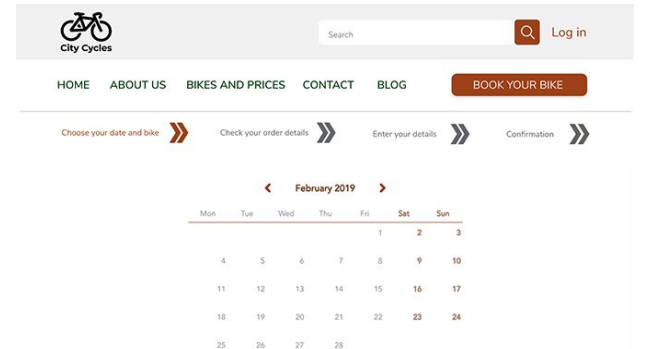 City Cycles
Search
Log in
HOME ABOUT US BIKES AND PRICES CONTACT BLOG BOOK YOUR BIKE
Choose your date and bike Check your order details Enter your details Confirmation
February 2019
Mon Tue Wed Thu Fri Sat Sun
1 2 3
4 5 6 7 8 9 10
11 12 13 14 15 16 17
18 19 20 21 22 23 24
25 26 27 28